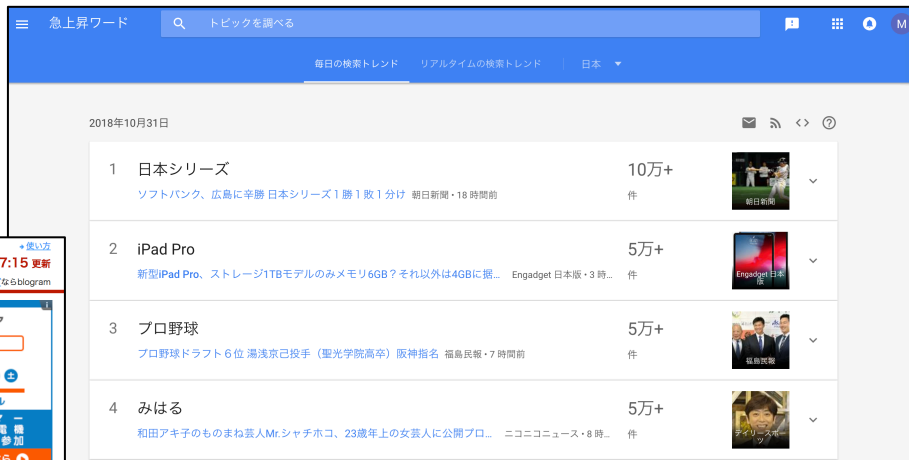 急上昇ワード
トピックを調べる
M
毎日の検索トレンド リアルタイムの検索トレンド 日本
2018年10月31日
1 日本シリーズ 10万+
ソフトバンク、広島に辛勝 日本シリーズ1勝1敗1分け 朝日新聞・18 時間前 件
朝日新聞
2 iPad Pro 5万+
新型iPad Pro、ストレージ1TBモデルのみメモリ6GB？それ以外は4GBに据... Engadget 日本版・3 時... 件
Engadget 日本版
3 プロ野球 5万+
プロ野球ドラフト6位 湯浅京己投手（聖光学院高卒）阪神指名 福島民報・7 時間前 件
福島民報
4 みはる 5万+
和田アキ子のものまね芸人Mr.シャチホコ、23歳年上の女芸人に公開プロ... ニコニコニュース・8 時... 件
デイリースポーツ
使い方
7:15 更新
ならblogram
土
ル
ー
電 機
参加
ら